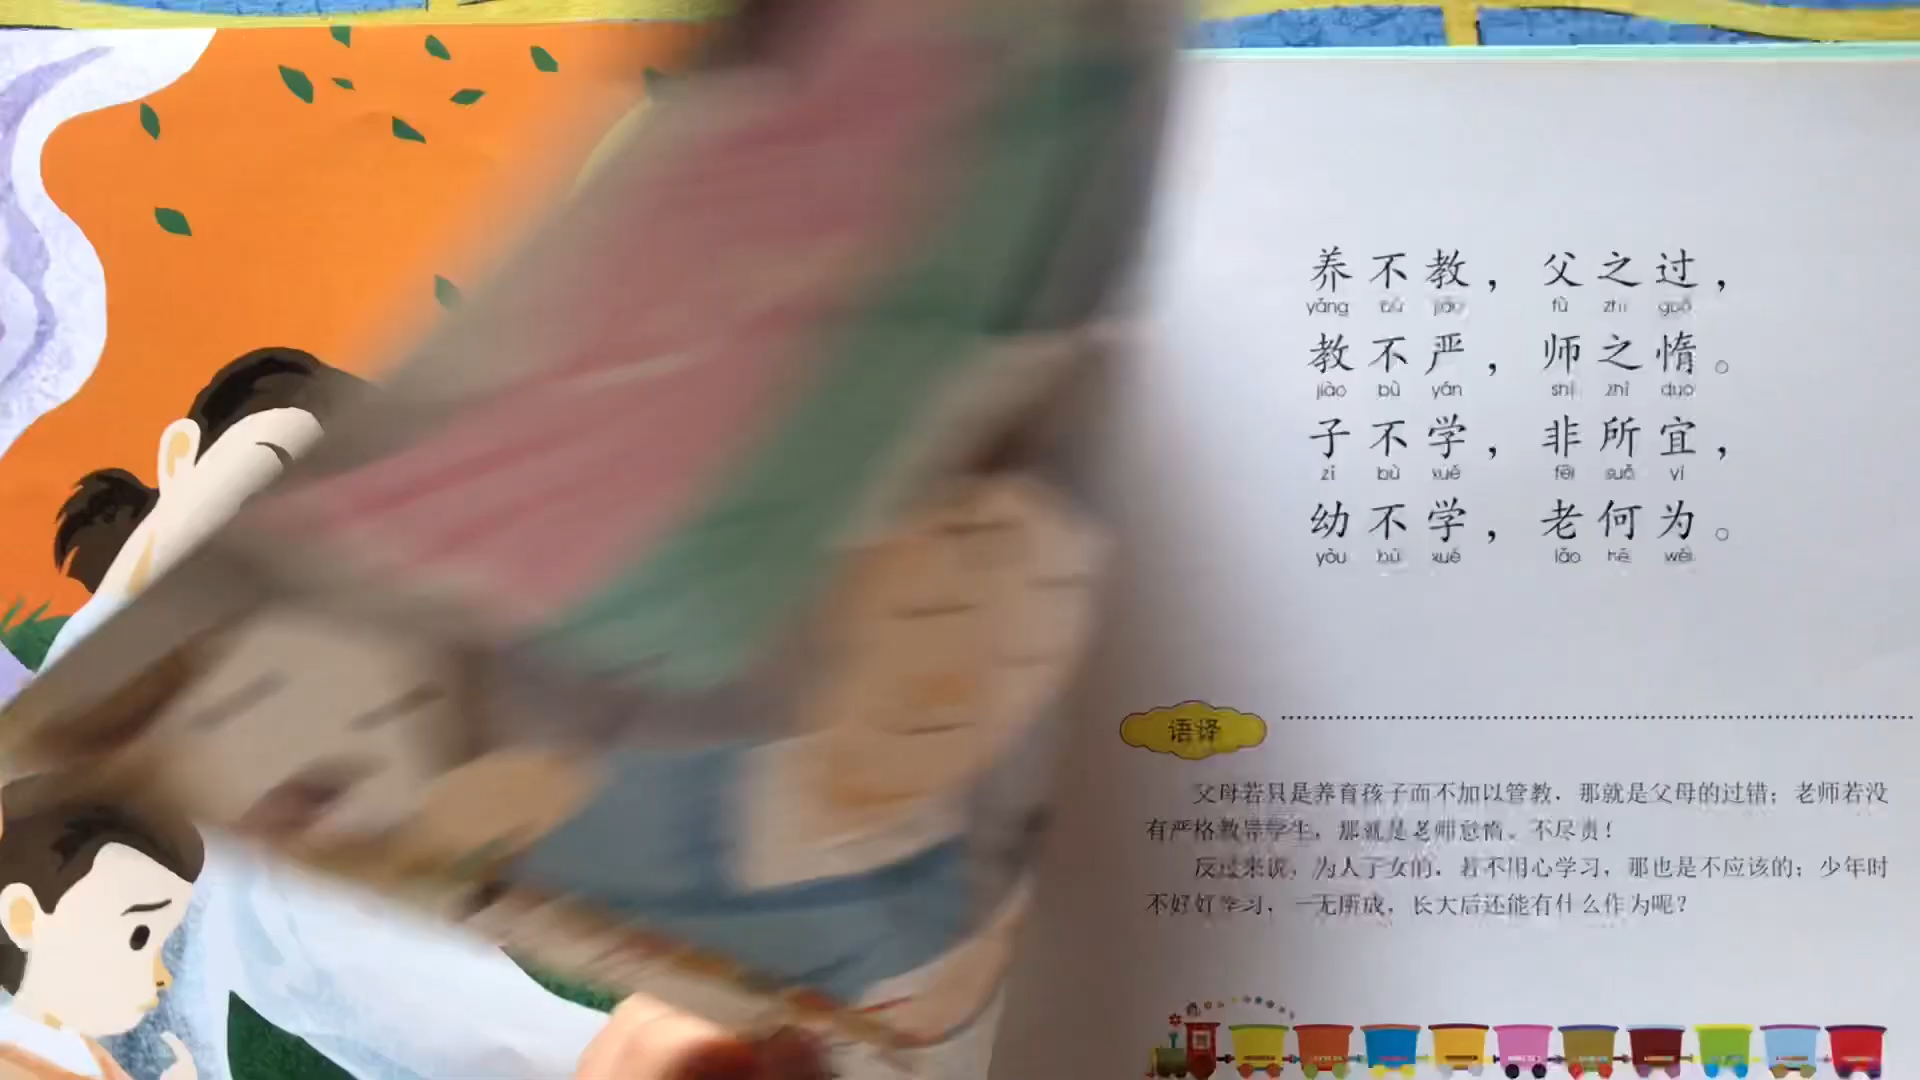 养不教，父之过，
yǎng bù jiào fù zhī guò
教不严，师之惰。
jiào bù yán shī zhī duò
子不学，非所宜，
zǐ bù xué fēi suǒ yí
幼不学，老何为。
yòu bù xué lǎo hé wéi
语译
父母若只是养育孩子而不加以管教，那就是父母的过错；老师若没
有严格教导学生，那就是老师怠惰、不尽责！
反过来说，为人子女的，若不用心学习，那也是不应该的；少年时
不好好学习，一无所成，长大后还能有什么作为呢？